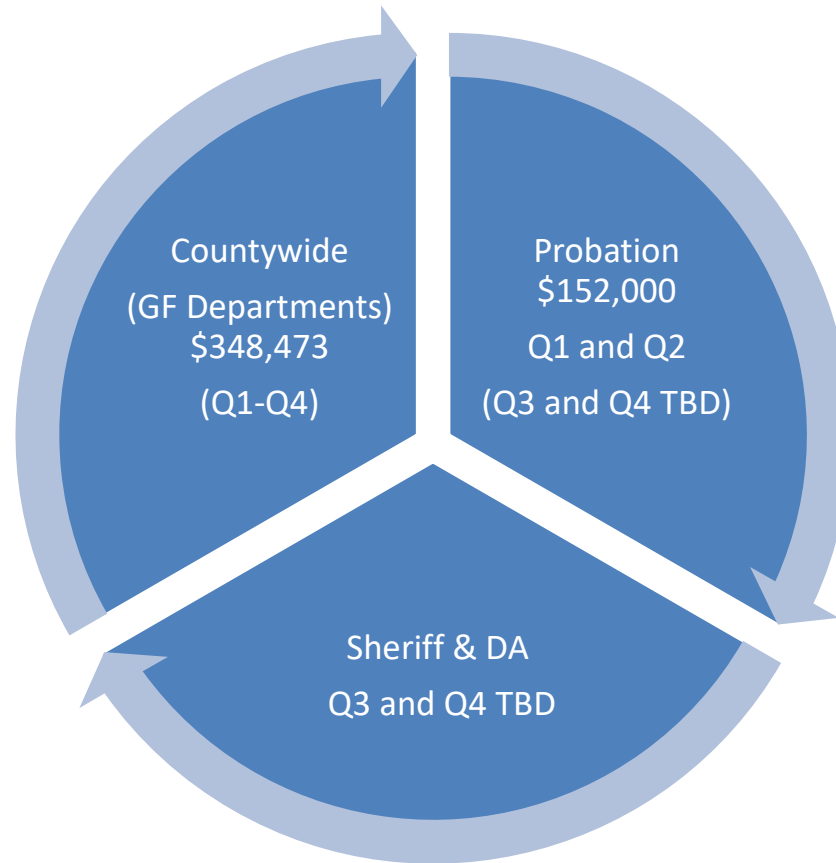 Countywide
(GF Departments)
$348,473
(Q1-Q4)
Probation
$152,000
Q1 and Q2
(Q3 and Q4 TBD)
Sheriff & DA
Q3 and Q4 TBD